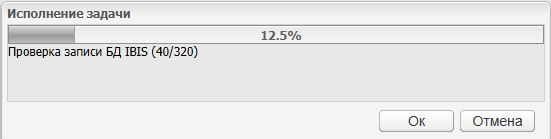 Исполнение задачи
12.5%
Проверка записи БД IBIS (40/320)
Ок Отмена